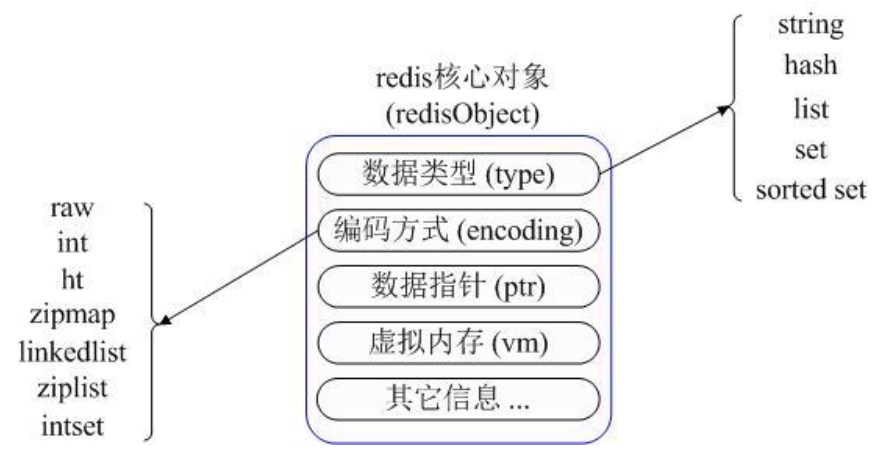 redis核心对象
(redisObject)
数据类型 (type)
编码方式 (encoding)
数据指针 (ptr)
虚拟内存 (vm)
其它信息 ...
string
hash
list
set
sorted set
raw
int
ht
zipmap
linkedlist
ziplist
intset